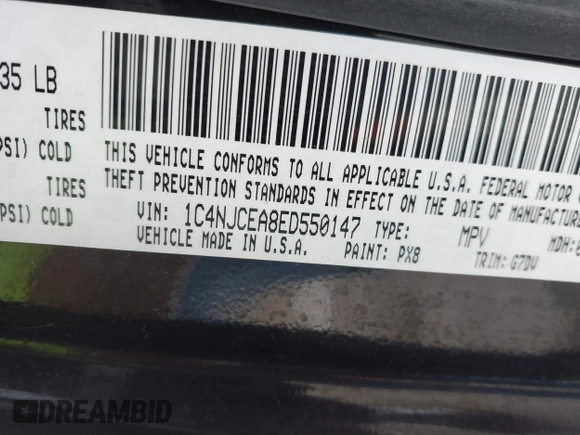 35 LB
TIRES
PSI) COLD
TIRES
PSI) COLD
THIS VEHICLE CONFORMS TO ALL APPLICABLE U.S.A. FEDERAL MOTOR
THEFT PREVENTION STANDARDS IN EFFECT ON THE DATE OF MANUFACTURE
VIN: 1C4NJCEA8ED550147 TYPE: MPV MDH:
VEHICLE MADE IN U.S.A. PAINT: PX8 TRIM: G7DV
DREAMBID